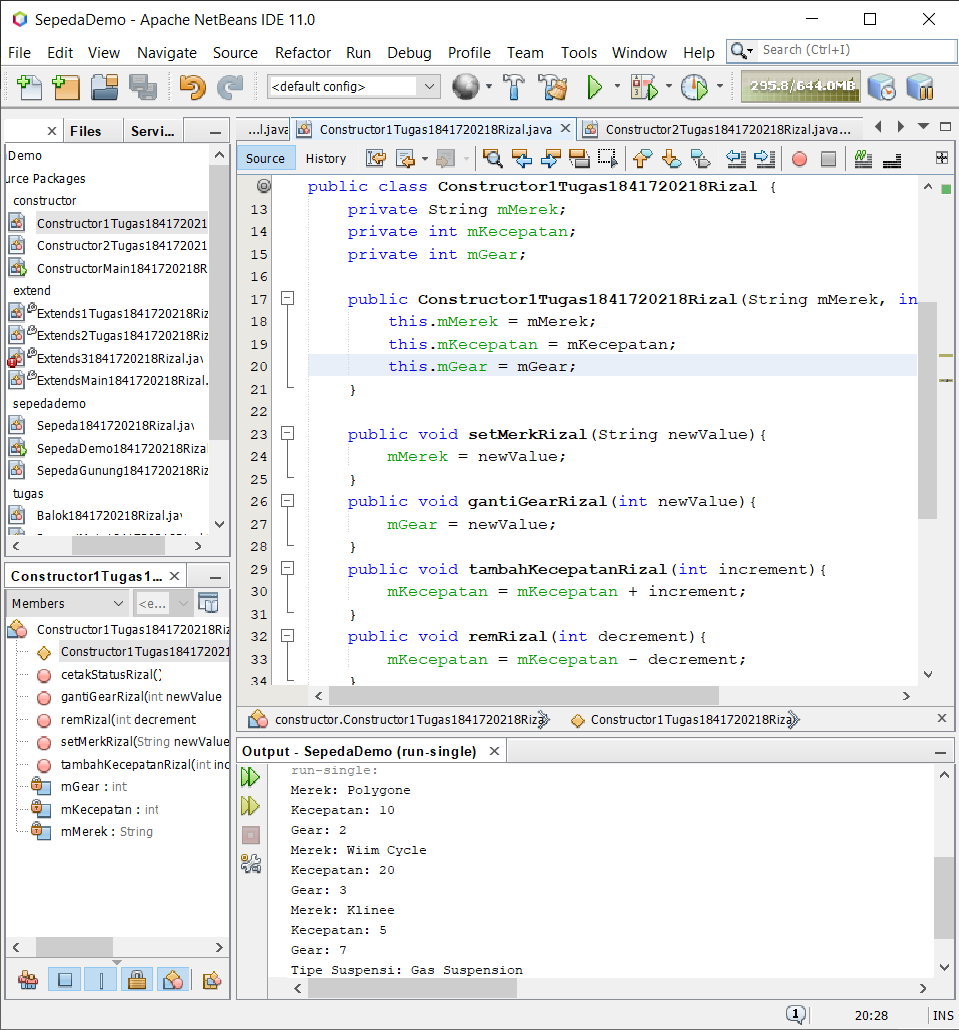 SepedaDemo - Apache NetBeans IDE 11.0
File Edit View Navigate Source Refactor Run Debug Profile Team Tools Window Help Search (Ctrl+I)
<default config> 295.8/644.0MB
Files Servi...
Demo
urce Packages
constructor
Constructor1Tugas184172021
Constructor2Tugas184172021
ConstructorMain1841720218R
extend
Extends1Tugas1841720218Riz
Extends2Tugas1841720218Riz
Extends31841720218Rizal.jav
ExtendsMain1841720218Rizal.
sepedademo
Sepeda1841720218Rizal.jav
SepedaDemo1841720218Rizal
SepedaGunung1841720218Riz
tugas
Balok1841720218Rizal.jav
Constructor1Tugas1...
Members <e...
Constructor1Tugas1841720218Riz
Constructor1Tugas184172021
cetakStatusRizal()
gantiGearRizal(int newValue
remRizal(int decrement
setMerkRizal(String newValue
tambahKecepatanRizal(int inc
mGear : int
mKecepatan : int
mMerek : String
...l.java Constructor1Tugas1841720218Rizal.java Constructor2Tugas1841720218Rizal.java...
Source History
public class Constructor1Tugas1841720218Rizal {
13 private String mMerek;
14 private int mKecepatan;
15 private int mGear;
16
17 public Constructor1Tugas1841720218Rizal(String mMerek, in
18 this.mMerek = mMerek;
19 this.mKecepatan = mKecepatan;
20 this.mGear = mGear;
21 }
22
23 public void setMerkRizal(String newValue){
24 mMerek = newValue;
25 }
26 public void gantiGearRizal(int newValue){
27 mGear = newValue;
28 }
29 public void tambahKecepatanRizal(int increment){
30 mKecepatan = mKecepatan + increment;
31 }
32 public void remRizal(int decrement){
33 mKecepatan = mKecepatan - decrement;
34 }
constructor.Constructor1Tugas1841720218Rizal Constructor1Tugas1841720218Rizal
Output - SepedaDemo (run-single)
run-single:
Merek: Polygone
Kecepatan: 10
Gear: 2
Merek: Wiim Cycle
Kecepatan: 20
Gear: 3
Merek: Klinee
Kecepatan: 5
Gear: 7
Tipe Suspensi: Gas Suspension
1 20:28 INS